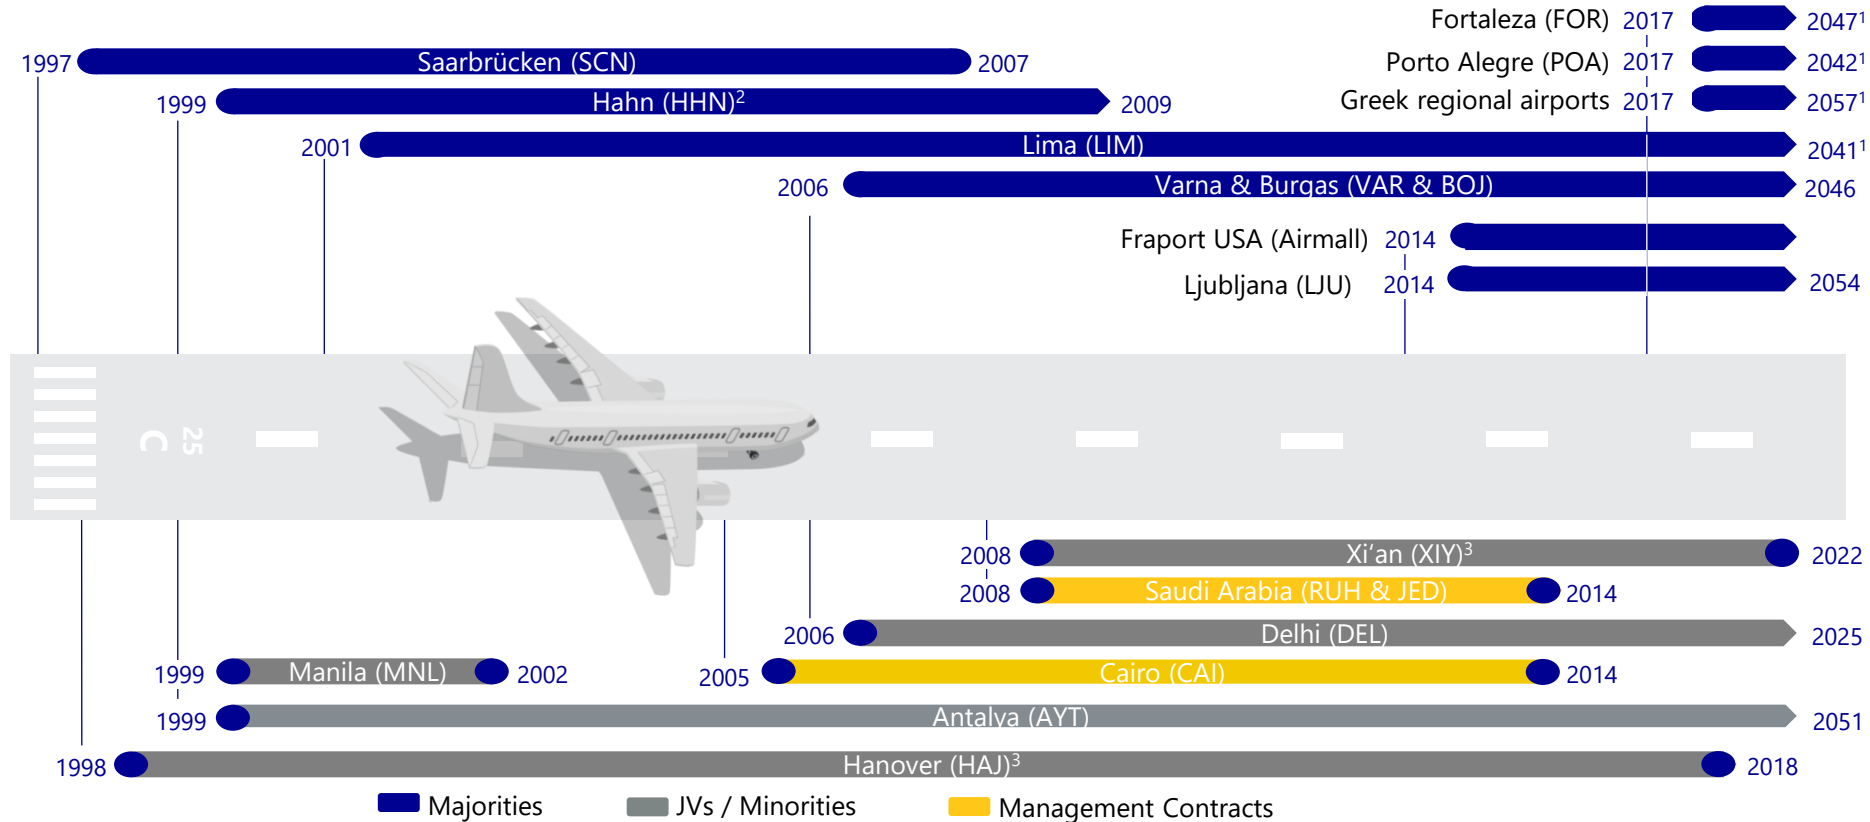 Fortaleza (FOR) 2017 2047¹
1997 Saarbrücken (SCN) 2007 Porto Alegre (POA) 2017 2042¹
1999 Hahn (HHN)² 2009 Greek regional airports 2017 2057¹
2001 Lima (LIM) 2041¹
2006 Varna & Burgas (VAR & BOJ) 2046
Fraport USA (Airmall) 2014
Ljubljana (LJU) 2014 2054
C 25
2008 Xi'an (XIY)³ 2022
2008 Saudi Arabia (RUH & JED) 2014
2006 Delhi (DEL) 2025
1999 Manila (MNL) 2002 2005 Cairo (CAI) 2014
1999 Antalya (AYT) 2051
1998 Hanover (HAJ)³ 2018
Majorities JVs / Minorities Management Contracts